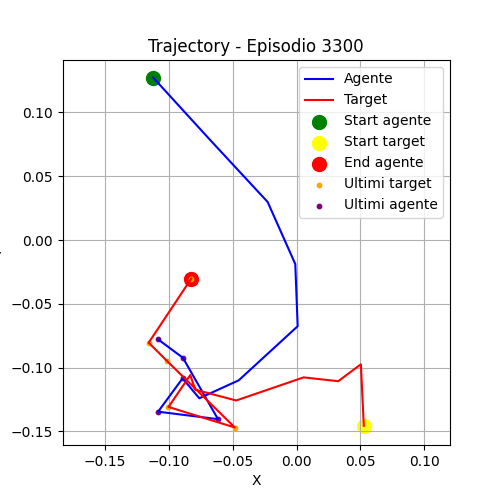 Trajectory - Episodio 3300
Agente
Target
Start agente
Start target
End agente
Ultimi target
Ultimi agente
0.10
0.05
0.00
−0.05
−0.10
−0.15
−0.15
−0.10
−0.05
0.00
0.05
0.10
X